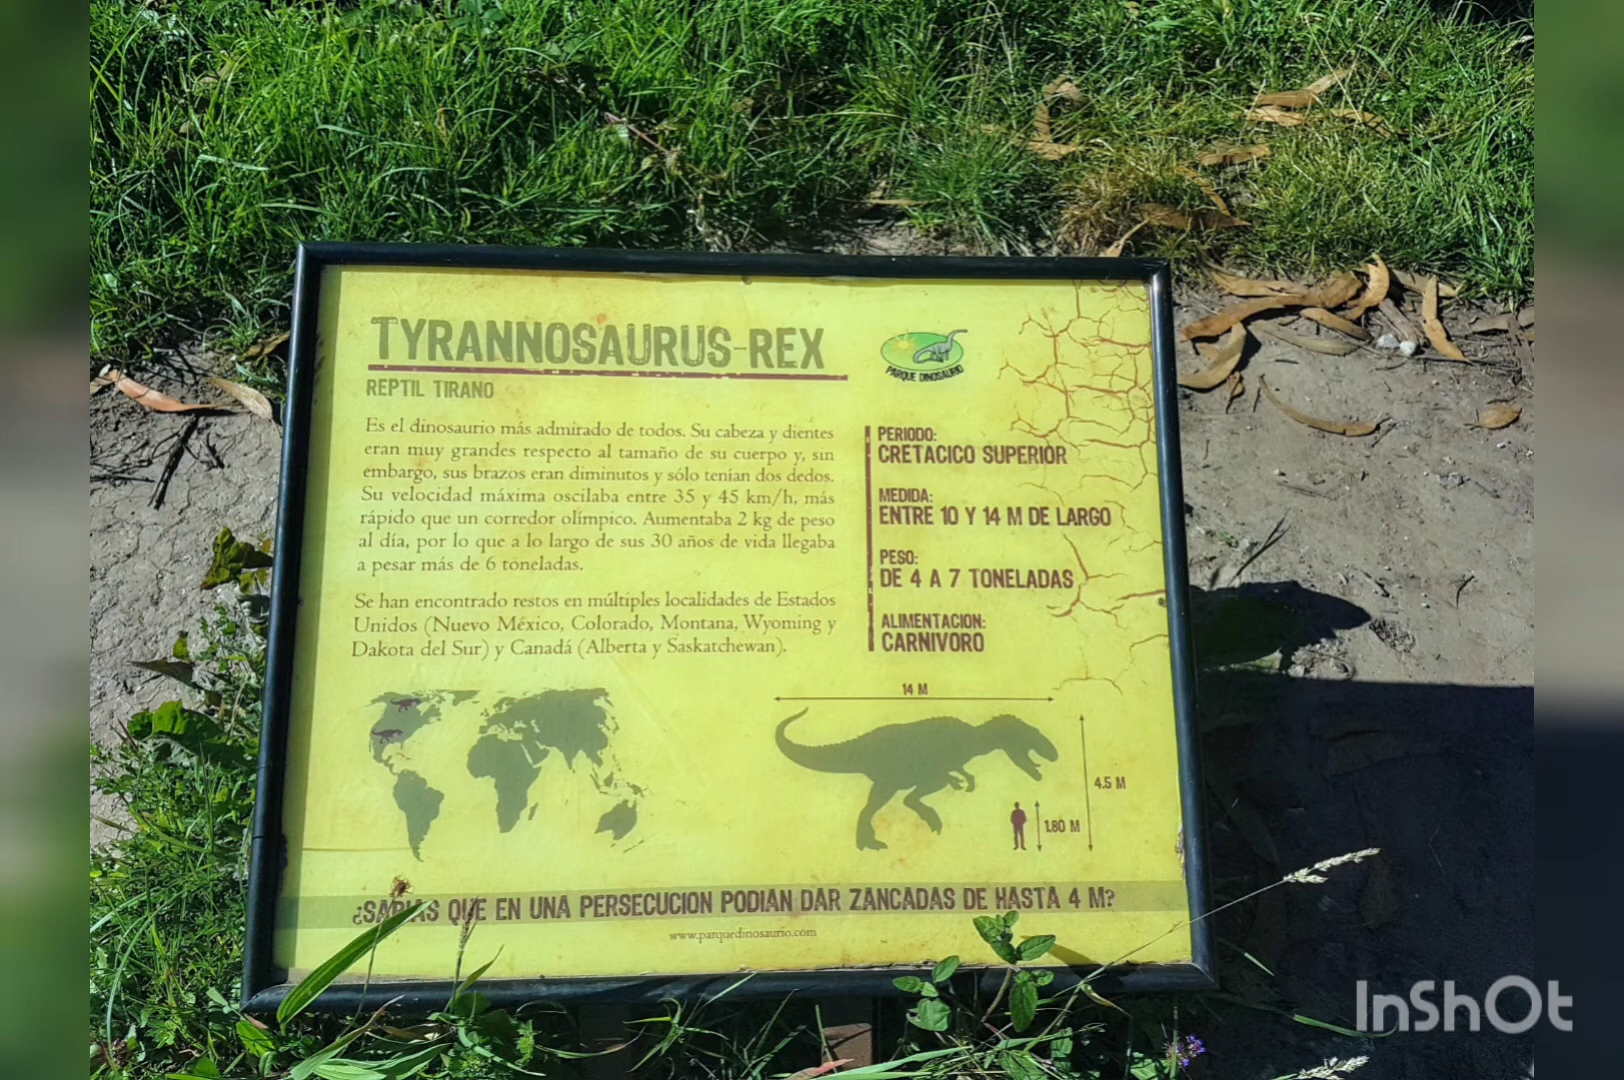 TYRANNOSAURUS-REX
REPTIL TIRANO
PARQUE DINOSAURIO
Es el dinosaurio más admirado de todos. Su cabeza y dientes
eran muy grandes respecto al tamaño de su cuerpo y, sin
embargo, sus brazos eran diminutos y sólo tenían dos dedos.
Su velocidad máxima oscilaba entre 35 y 45 km/h, más
rápido que un corredor olímpico. Aumentaba 2 kg de peso
al día, por lo que a lo largo de sus 30 años de vida llegaba
a pesar más de 6 toneladas.
Se han encontrado restos en múltiples localidades de Estados
Unidos (Nuevo México, Colorado, Montana, Wyoming y
Dakota del Sur) y Canadá (Alberta y Saskatchewan).
PERIODO:
CRETACICO SUPERIOR
MEDIDA:
ENTRE 10 Y 14 M DE LARGO
PESO:
DE 4 A 7 TONELADAS
ALIMENTACION:
CARNIVORO
14 M
4.5 M
1.80 M
¿SABIAS QUE EN UNA PERSECUCION PODIAN DAR ZANCADAS DE HASTA 4 M?
www.parquedinosaurio.com
InShOt